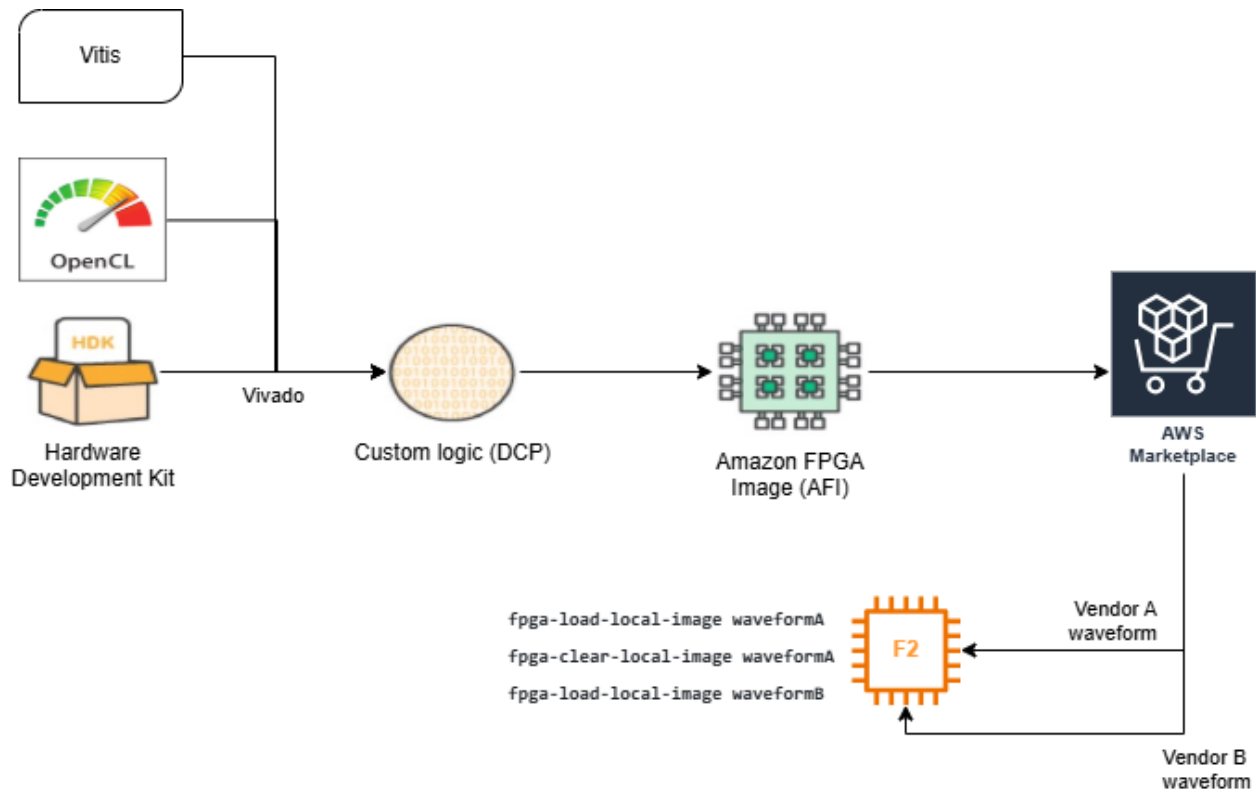 Vitis
OpenCL
HDK
Vivado
Hardware
Development Kit
Custom logic (DCP)
Amazon FPGA
Image (AFI)
AWS
Marketplace
fpga-load-local-image waveformA
fpga-clear-local-image waveformA
fpga-load-local-image waveformB
F2
Vendor A
waveform
Vendor B
waveform